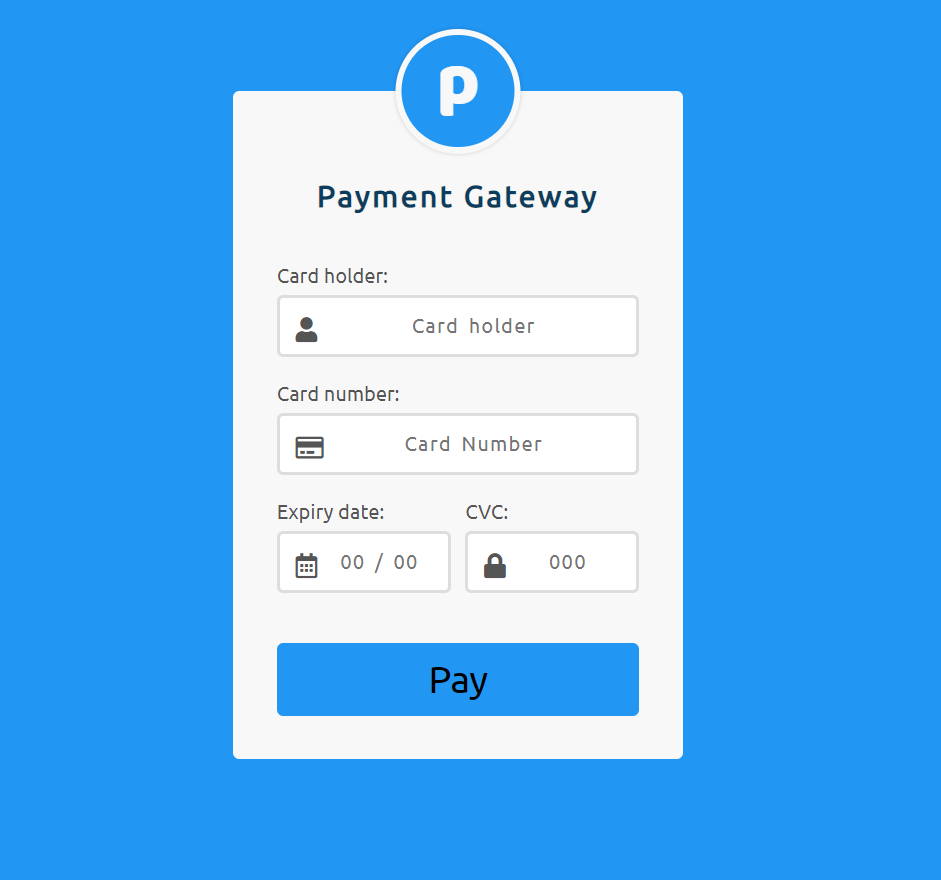 p
Payment Gateway
Card holder:
Card holder
Card number:
Card Number
Expiry date: CVC:
00 / 00 000
Pay